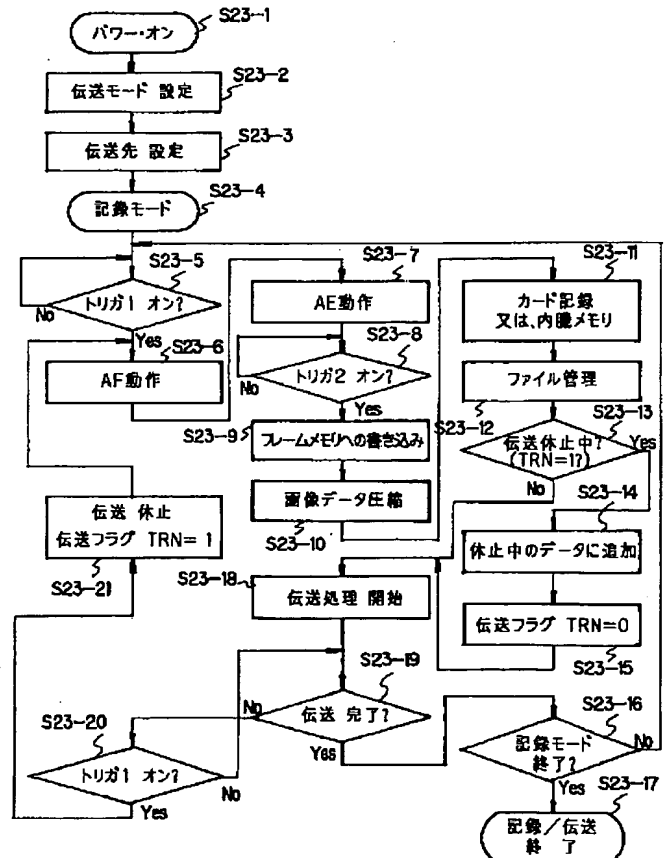 S23-1
パワー・オン
S23-2
伝送モード 設定
S23-3
伝送先 設定
S23-4
記録モード
S23-5
トリガ1 オン?
No
Yes
S23-6
AF動作
S23-7
AE動作
S23-8
トリガ2 オン?
No
Yes
S23-9
フレームメモリへの書き込み
画像データ圧縮
S23-10
S23-11
カード記録
又は、内臓メモリ
ファイル管理
S23-12
S23-13
伝送休止中?
(TRN=1?)
Yes
No
S23-14
休止中のデータに追加
伝送フラグ TRN=0
S23-15
伝送 休止
伝送フラグ TRN=1
S23-21
S23-18
伝送処理 開始
S23-19
伝送 完了?
No
Yes
S23-20
トリガ1 オン?
No
Yes
S23-16
記録モード
終了?
No
Yes
S23-17
記録/伝送
終 了